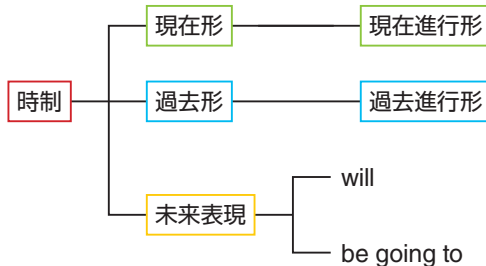 現在形
現在進行形
時制
過去形
過去進行形
will
未来表現
be going to